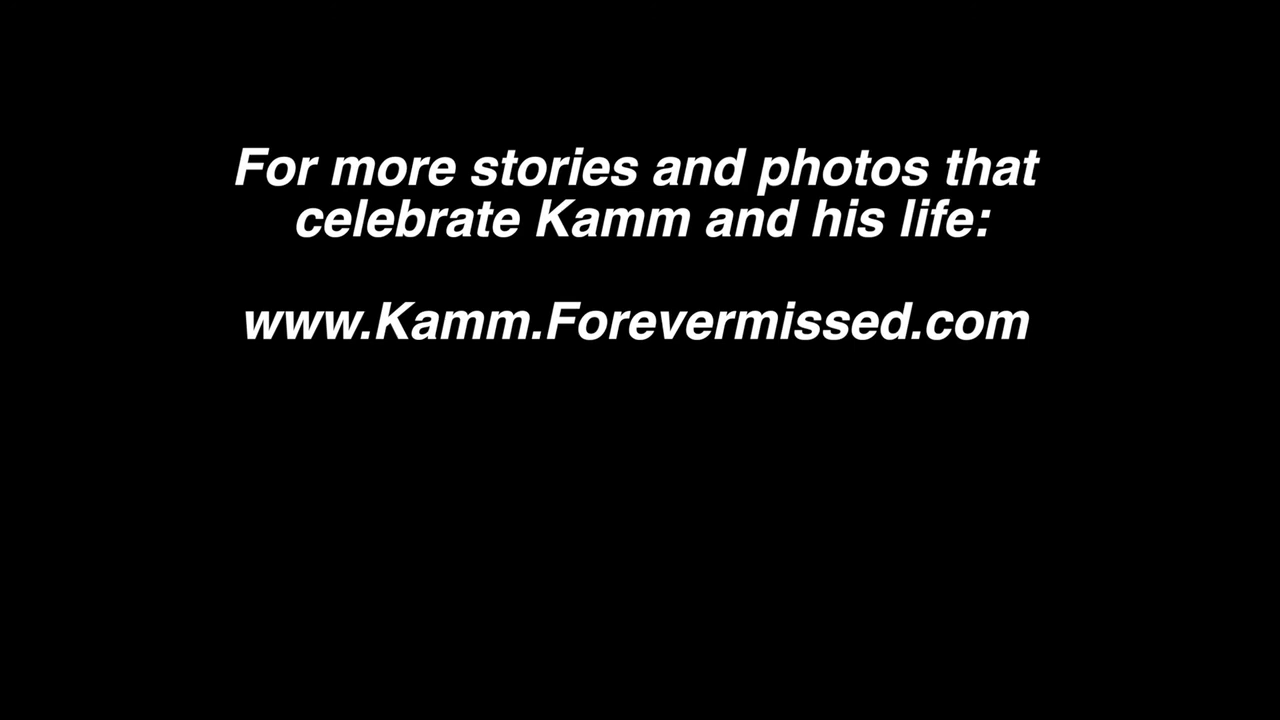 For more stories and photos that
celebrate Kamm and his life:
www.Kamm.Forevermissed.com